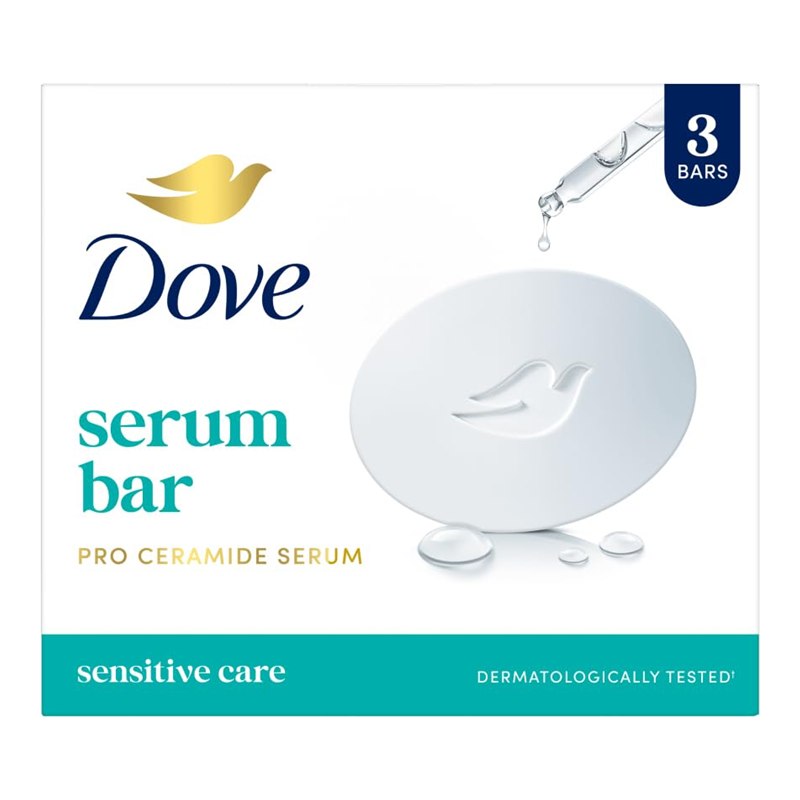 3
BARS
Dove
serum
bar
PRO CERAMIDE SERUM
sensitive care
DERMATOLOGICALLY TESTED†